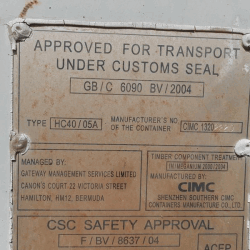 APPROVED FOR TRANSPORT
UNDER CUSTOMS SEAL
GB/C 6090 BV/2004
TYPE HC40/05A
MANUFACTURER'S NO
OF THE CONTAINER
CIMC 1320
MANAGED BY:
GATEWAY MANAGEMENT SERVICES LIMITED
CANON'S COURT 22 VICTORIA STREET
HAMILTON, HM12, BERMUDA
TIMBER COMPONENT TREATMENT
MANUFACTURED BY:
CIMC
SHENZHEN SOUTHERN CIMC
CONTAINERS MANUFACTURE CO., LTD
CSC SAFETY APPROVAL
F/BV/8637/04
ACEP